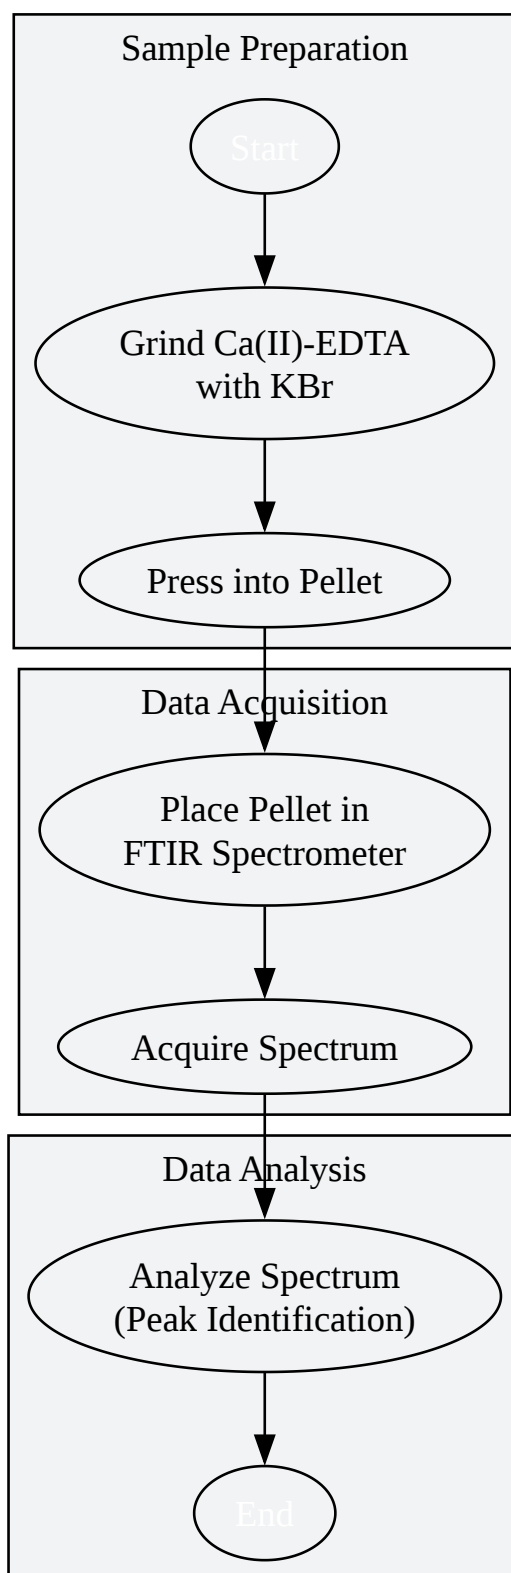 Sample Preparation
Start
Grind Ca(II)-EDTA
with KBr
Press into Pellet
Data Acquisition
Place Pellet in
FTIR Spectrometer
Acquire Spectrum
Data Analysis
Analyze Spectrum
(Peak Identification)
End